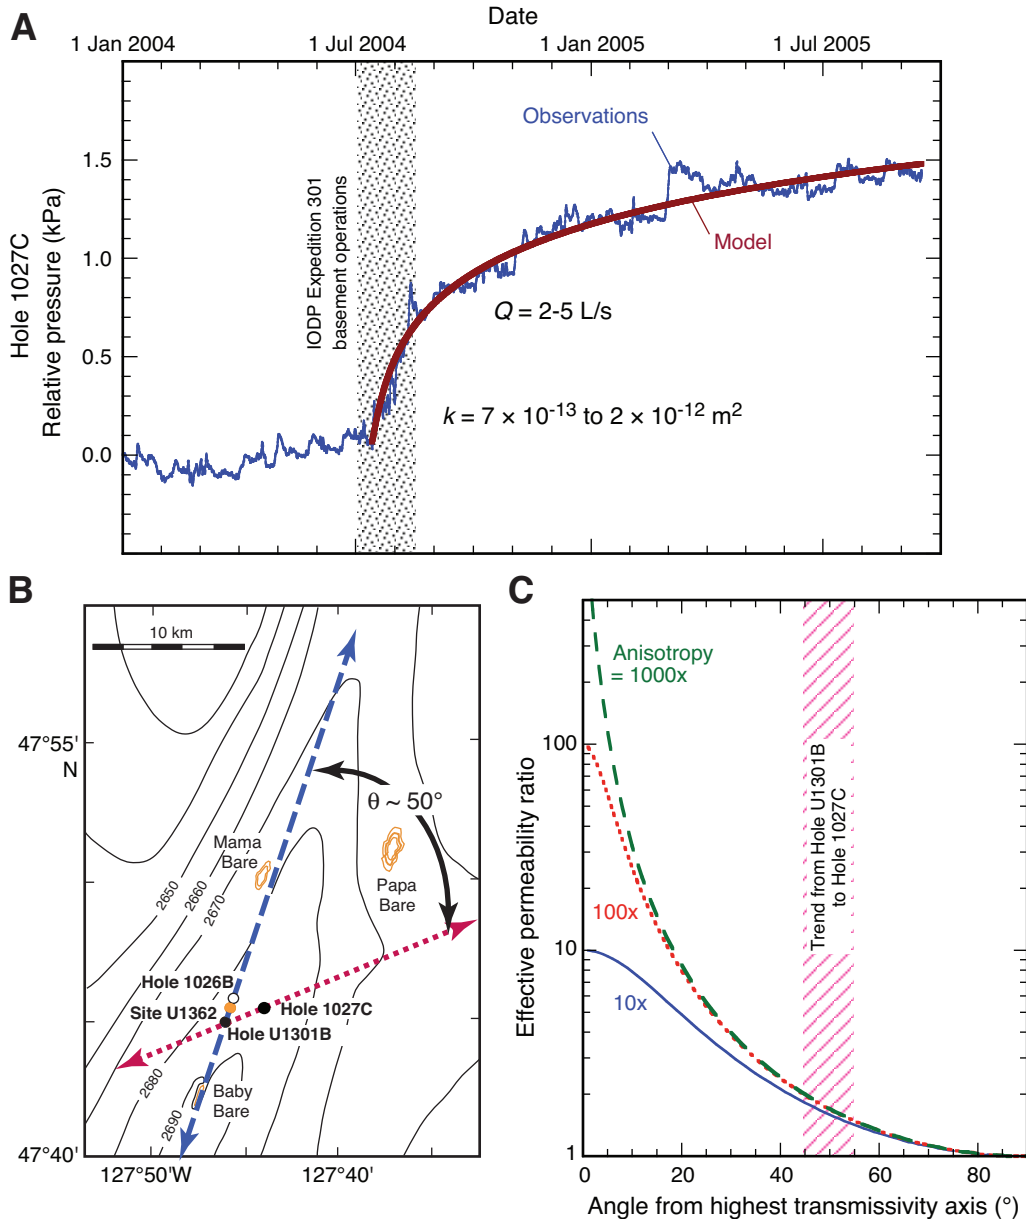 A
Date
1 Jan 2004
1 Jul 2004
1 Jan 2005
1 Jul 2005
Hole 1027C
Relative pressure (kPa)
1.5
1.0
0.5
0.0
IODP Expedition 301
basement operations
Observations
Model
Q = 2-5 L/s
k = 7 × 10⁻¹³ to 2 × 10⁻¹² m²
B
10 km
47°55'
N
47°40'
127°50'W
127°40'
θ ~ 50°
Mama
Bare
Papa
Bare
2650
2660
2670
Hole 1026B
Site U1362
Hole 1027C
Hole U1301B
2680
2690
Baby
Bare
C
Effective permeability ratio
100
10
1
0
20
40
60
80
Angle from highest transmissivity axis (°)
Anisotropy
= 1000x
100x
10x
Trend from Hole U1301B
to Hole 1027C